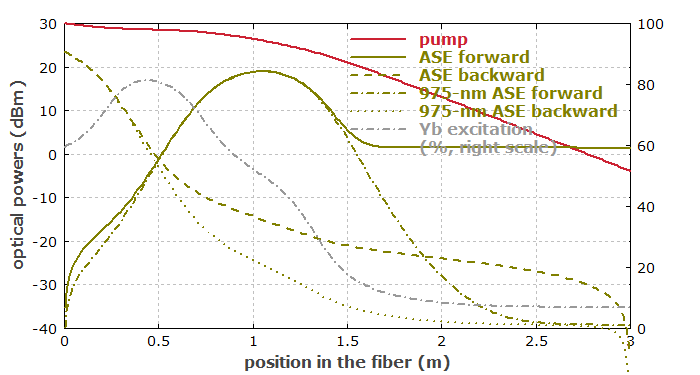 30
20
10
0
-10
-20
-30
-40
optical powers (dBm)
100
80
60
40
20
0
pump
ASE forward
ASE backward
975-nm ASE forward
975-nm ASE backward
Yb excitation
(%, right scale)
0
0.5
1
1.5
2
2.5
3
position in the fiber (m)